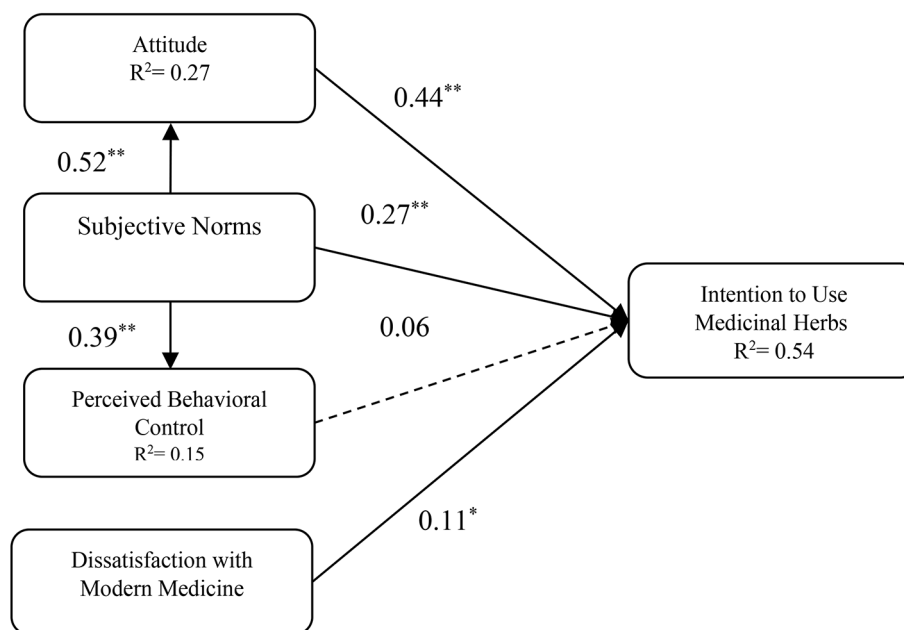 Attitude
R²= 0.27
0.44**
0.52**
Subjective Norms
0.27**
0.39**
0.06
Intention to Use
Medicinal Herbs
R²= 0.54
Perceived Behavioral
Control
R²= 0.15
0.11*
Dissatisfaction with
Modern Medicine